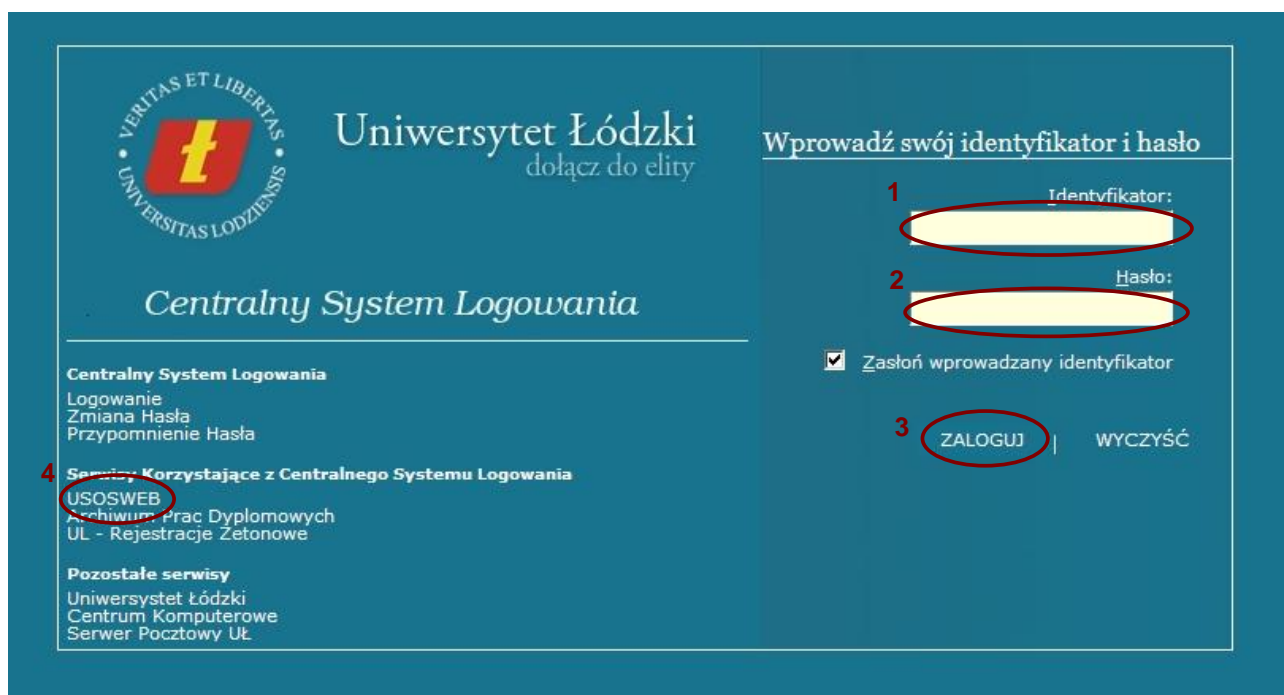 VERITAS ET LIBERTAS
UNIVERSITAS LODZIENSIS
ł
Uniwersytet Łódzki
dołącz do elity
Centralny System Logowania
Centralny System Logowania
Logowanie
Zmiana Hasła
Przypomnienie Hasła
4
Serwisy Korzystające z Centralnego Systemu Logowania
USOSWEB
Archiwum Prac Dyplomowych
UL - Rejestracje Żetonowe
Pozostałe serwisy
Uniwersystet Łódzki
Centrum Komputerowe
Serwer Pocztowy UŁ
Wprowadź swój identyfikator i hasło
1
Identyfikator:
2
Hasło:
Zasłoń wprowadzany identyfikator
3
ZALOGUJ | WYCZYŚĆ